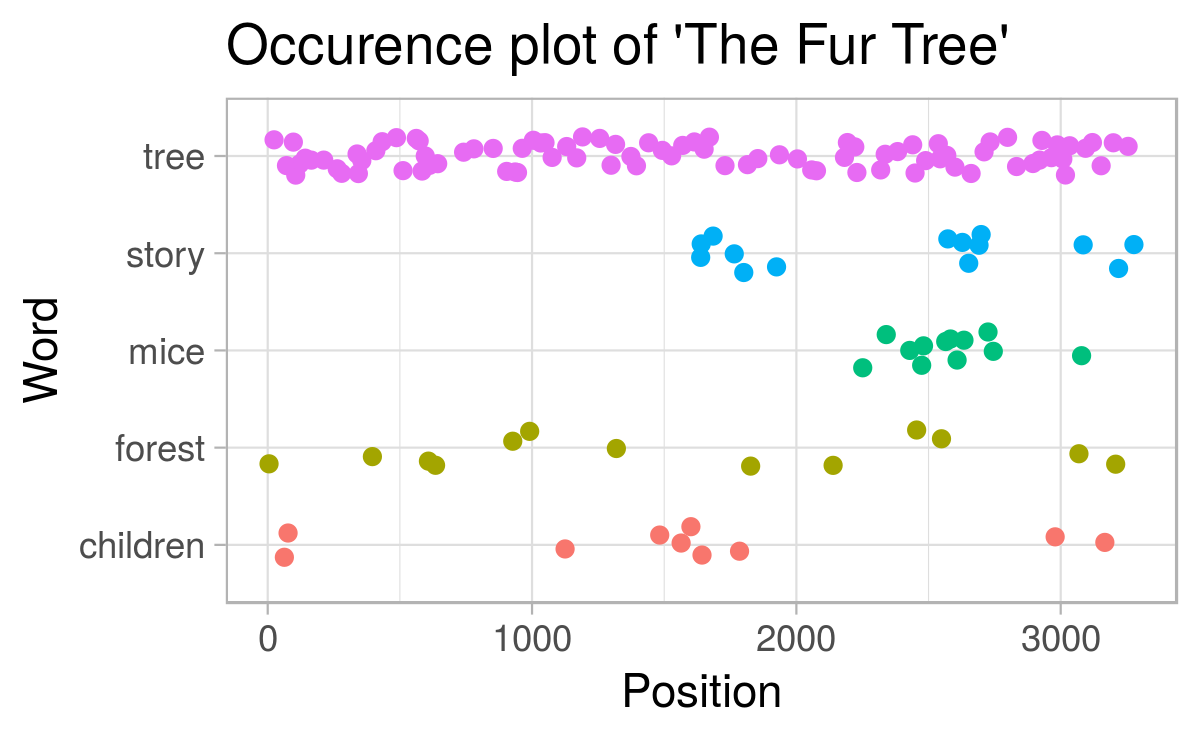 Occurence plot of 'The Fur Tree'
Word
tree
story
mice
forest
children
0 1000 2000 3000
Position